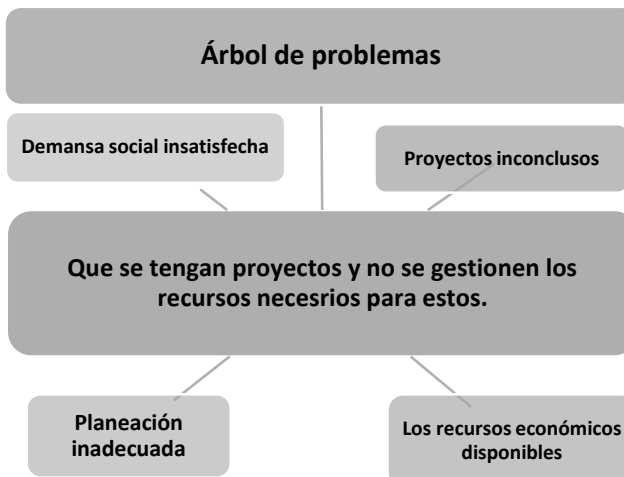 Árbol de problemas
Demansa social insatisfecha
Proyectos inconclusos
Que se tengan proyectos y no se gestionen los
recursos necesrios para estos.
Planeación
inadecuada
Los recursos económicos
disponibles